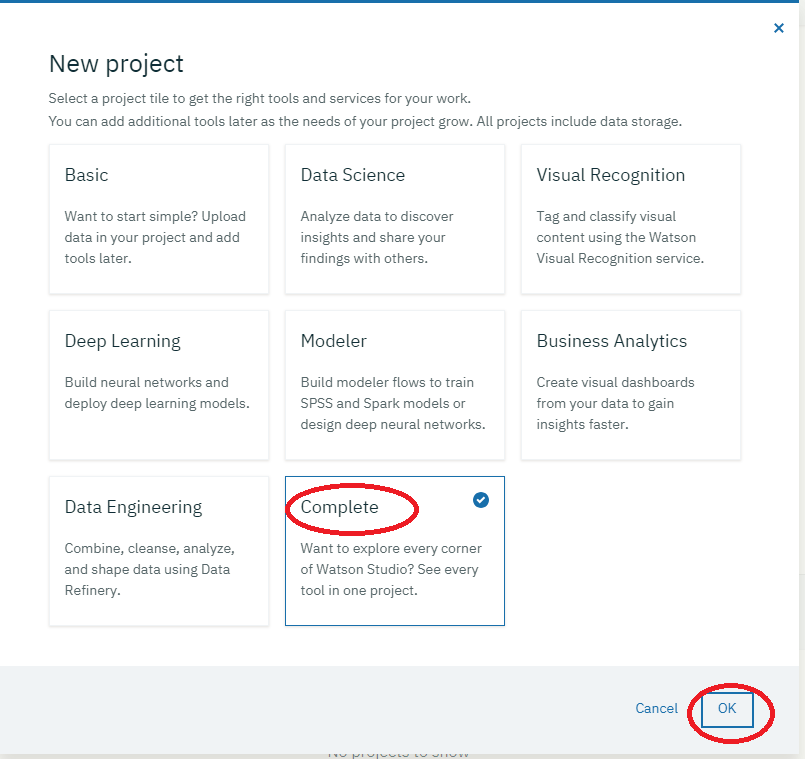 New project
Select a project tile to get the right tools and services for your work.
You can add additional tools later as the needs of your project grow. All projects include data storage.
Basic
Want to start simple? Upload
data in your project and add
tools later.
Data Science
Analyze data to discover
insights and share your
findings with others.
Visual Recognition
Tag and classify visual
content using the Watson
Visual Recognition service.
Deep Learning
Build neural networks and
deploy deep learning models.
Modeler
Build modeler flows to train
SPSS and Spark models or
design deep neural networks.
Business Analytics
Create visual dashboards
from your data to gain
insights faster.
Data Engineering
Combine, cleanse, analyze,
and shape data using Data
Refinery.
Complete
Want to explore every corner
of Watson Studio? See every
tool in one project.
Cancel
OK
No projects to show